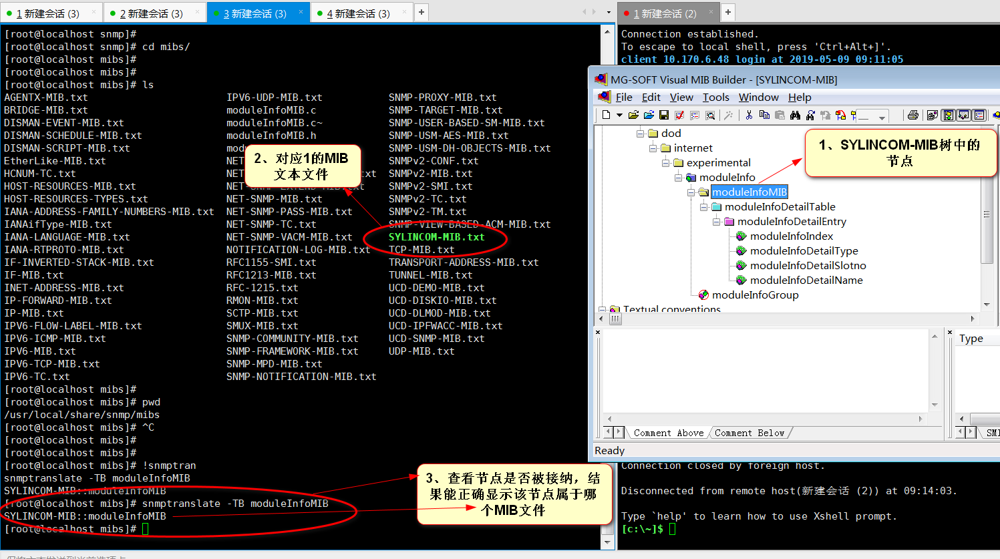 1 新建会话 (3)
2 新建会话 (3)
3 新建会话 (3)
4 新建会话 (3)
[root@localhost snmp]#
[root@localhost snmp]# cd mibs/
[root@localhost mibs]#
[root@localhost mibs]#
[root@localhost mibs]# ls
AGENTX-MIB.txt IPV6-UDP-MIB.txt SNMP-PROXY-MIB.txt
BRIDGE-MIB.txt moduleInfoMIB.c SNMP-TARGET-MIB.txt
DISMAN-EVENT-MIB.txt moduleInfoMIB.c~ SNMP-USER-BASED-SM-MIB.txt
DISMAN-SCHEDULE-MIB.txt moduleInfoMIB.h SNMP-USM-AES-MIB.txt
DISMAN-SCRIPT-MIB.txt SNMP-USM-DH-OBJECTS-MIB.txt
EtherLike-MIB.txt NET SNMPv2-CONF.txt
HCNUM-TC.txt NET txt SNMPv2-MIB.txt
HOST-RESOURCES-MIB.txt NET-SNMP-EXTEND-MIB.txt SNMPv2-SMI.txt
HOST-RESOURCES-TYPES.txt NET-SNMP-MIB.txt SNMPv2-TC.txt
IANA-ADDRESS-FAMILY-NUMBERS-MIB.txt NET-SNMP-PASS-MIB.txt SNMPv2-TM.txt
IANAifType-MIB.txt NET-SNMP-TC.txt SNMP-VIEW-BASED-ACM-MIB.txt
IANA-LANGUAGE-MIB.txt NET-SNMP-VACM-MIB.txt SYLINCOM-MIB.txt
IANA-RTPROTO-MIB.txt NOTIFICATION-LOG-MIB.txt TCP-MIB.txt
IF-INVERTED-STACK-MIB.txt RFC1155-SMI.txt TRANSPORT-ADDRESS-MIB.txt
IF-MIB.txt RFC1213-MIB.txt TUNNEL-MIB.txt
INET-ADDRESS-MIB.txt RFC-1215.txt UCD-DEMO-MIB.txt
IP-FORWARD-MIB.txt RMON-MIB.txt UCD-DISKIO-MIB.txt
IP-MIB.txt SCTP-MIB.txt UCD-DLMOD-MIB.txt
IPV6-FLOW-LABEL-MIB.txt SMUX-MIB.txt UCD-IPFWACC-MIB.txt
IPV6-ICMP-MIB.txt SNMP-COMMUNITY-MIB.txt UCD-SNMP-MIB.txt
IPV6-MIB.txt SNMP-FRAMEWORK-MIB.txt UDP-MIB.txt
IPV6-TCP-MIB.txt SNMP-MPD-MIB.txt
IPV6-TC.txt SNMP-NOTIFICATION-MIB.txt
[root@localhost mibs]#
[root@localhost mibs]# pwd
/usr/local/share/snmp/mibs
[root@localhost mibs]# ^C
[root@localhost mibs]#
[root@localhost mibs]#
[root@localhost mibs]# !snmptran
snmptranslate -TB moduleInfoMIB
SYLINCOM-MIB::moduleInfoMIB
[root@localhost mibs]# snmptranslate -TB moduleInfoMIB
SYLINCOM-MIB::moduleInfoMIB
[root@localhost mibs]#
2、对应1的MIB
文本文件
3、查看节点是否被接纳，结
果能正确显示该节点属于哪
个MIB文件
1 新建会话 (2)
Connection established.
To escape to local shell, press 'Ctrl+Alt+]'.
client 10.170.6.48 login at 2019-05-09 09:11:05
MG-SOFT Visual MIB Builder - [SYLINCOM-MIB]
File Edit View Tools Window Help
dod
internet
experimental
moduleInfo
moduleInfoMIB
moduleInfoDetailTable
moduleInfoDetailEntry
moduleInfoIndex
moduleInfoDetailType
moduleInfoDetailSlotno
moduleInfoDetailName
moduleInfoGroup
Textual conventions
1、SYLINCOM-MIB树中的
节点
Type
Comment Above Comment Below
SMI
Ready
Connection closed by foreign host.
Disconnected from remote host(新建会话 (2)) at 09:14:03.
Type `help' to learn how to use Xshell prompt.
[c:\~]$